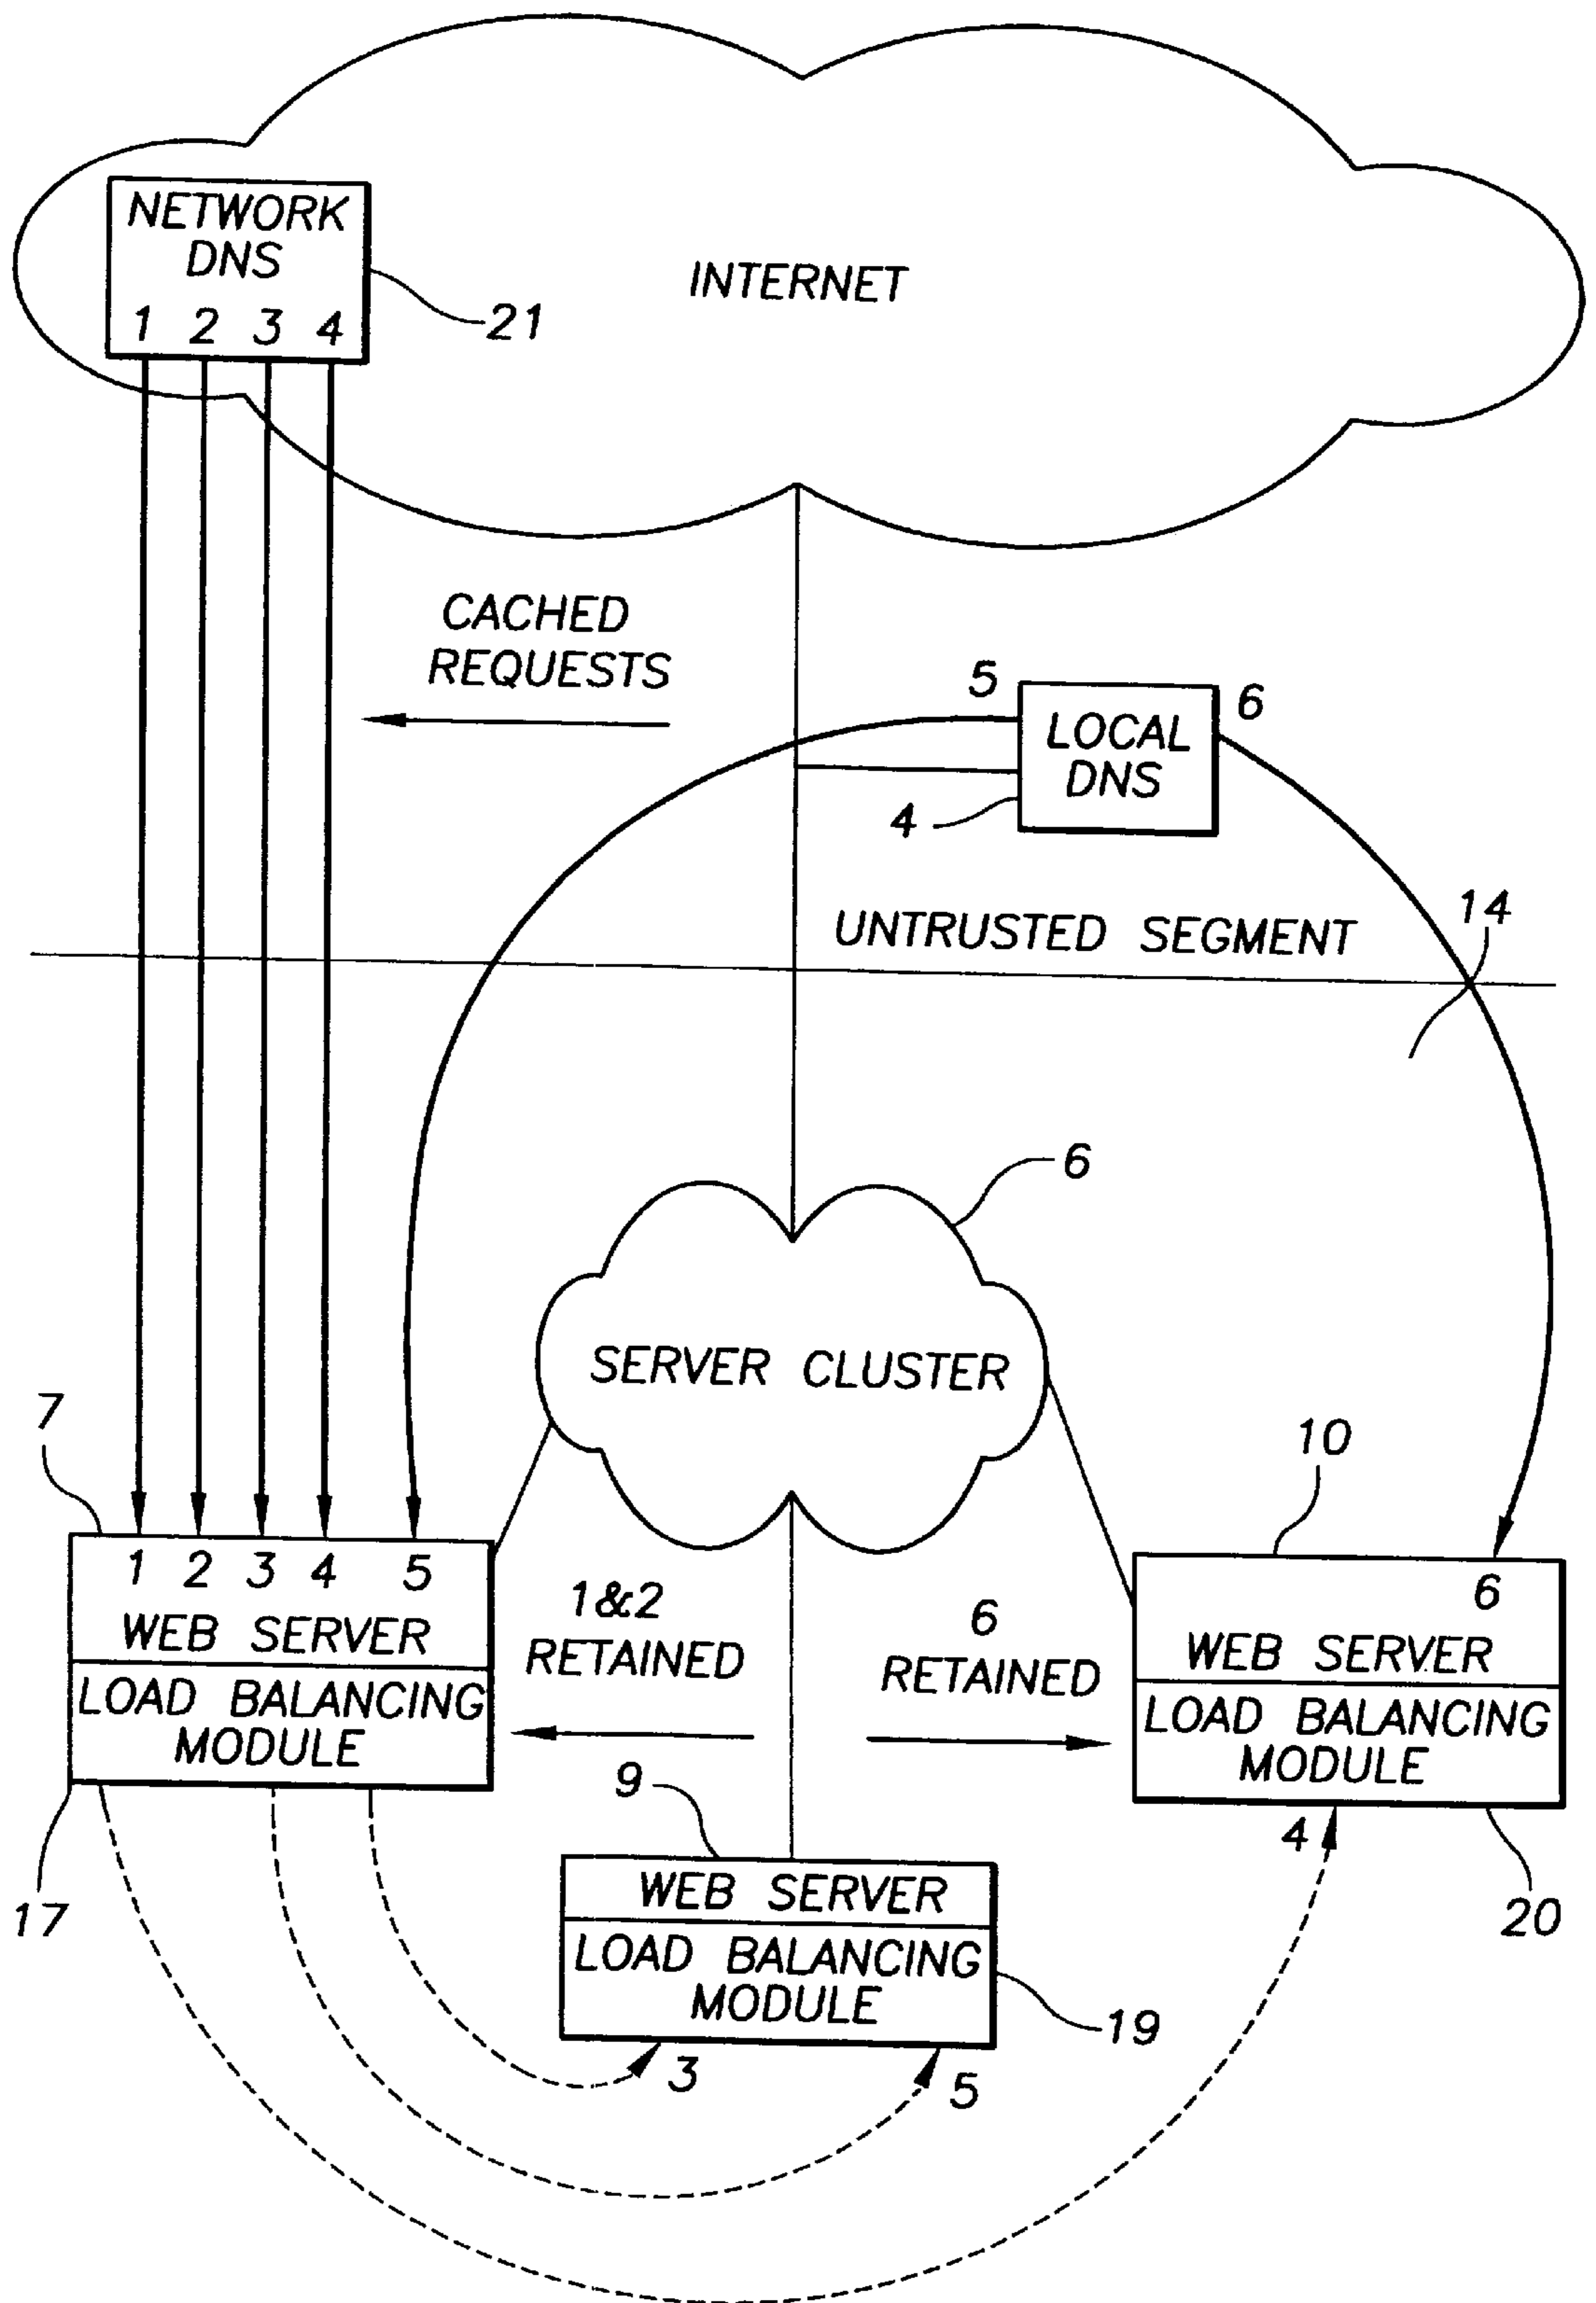 NETWORK
DNS
1 2 3 4
21
INTERNET
CACHED
REQUESTS
5
LOCAL
DNS
6
4
UNTRUSTED SEGMENT
14
6
SERVER CLUSTER
7
10
1 2 3 4 5
WEB SERVER
LOAD BALANCING
MODULE
17
1&2
RETAINED
6
RETAINED
6
WEB SERVER
LOAD BALANCING
MODULE
20
4
9
WEB SERVER
LOAD BALANCING
MODULE
19
3
5